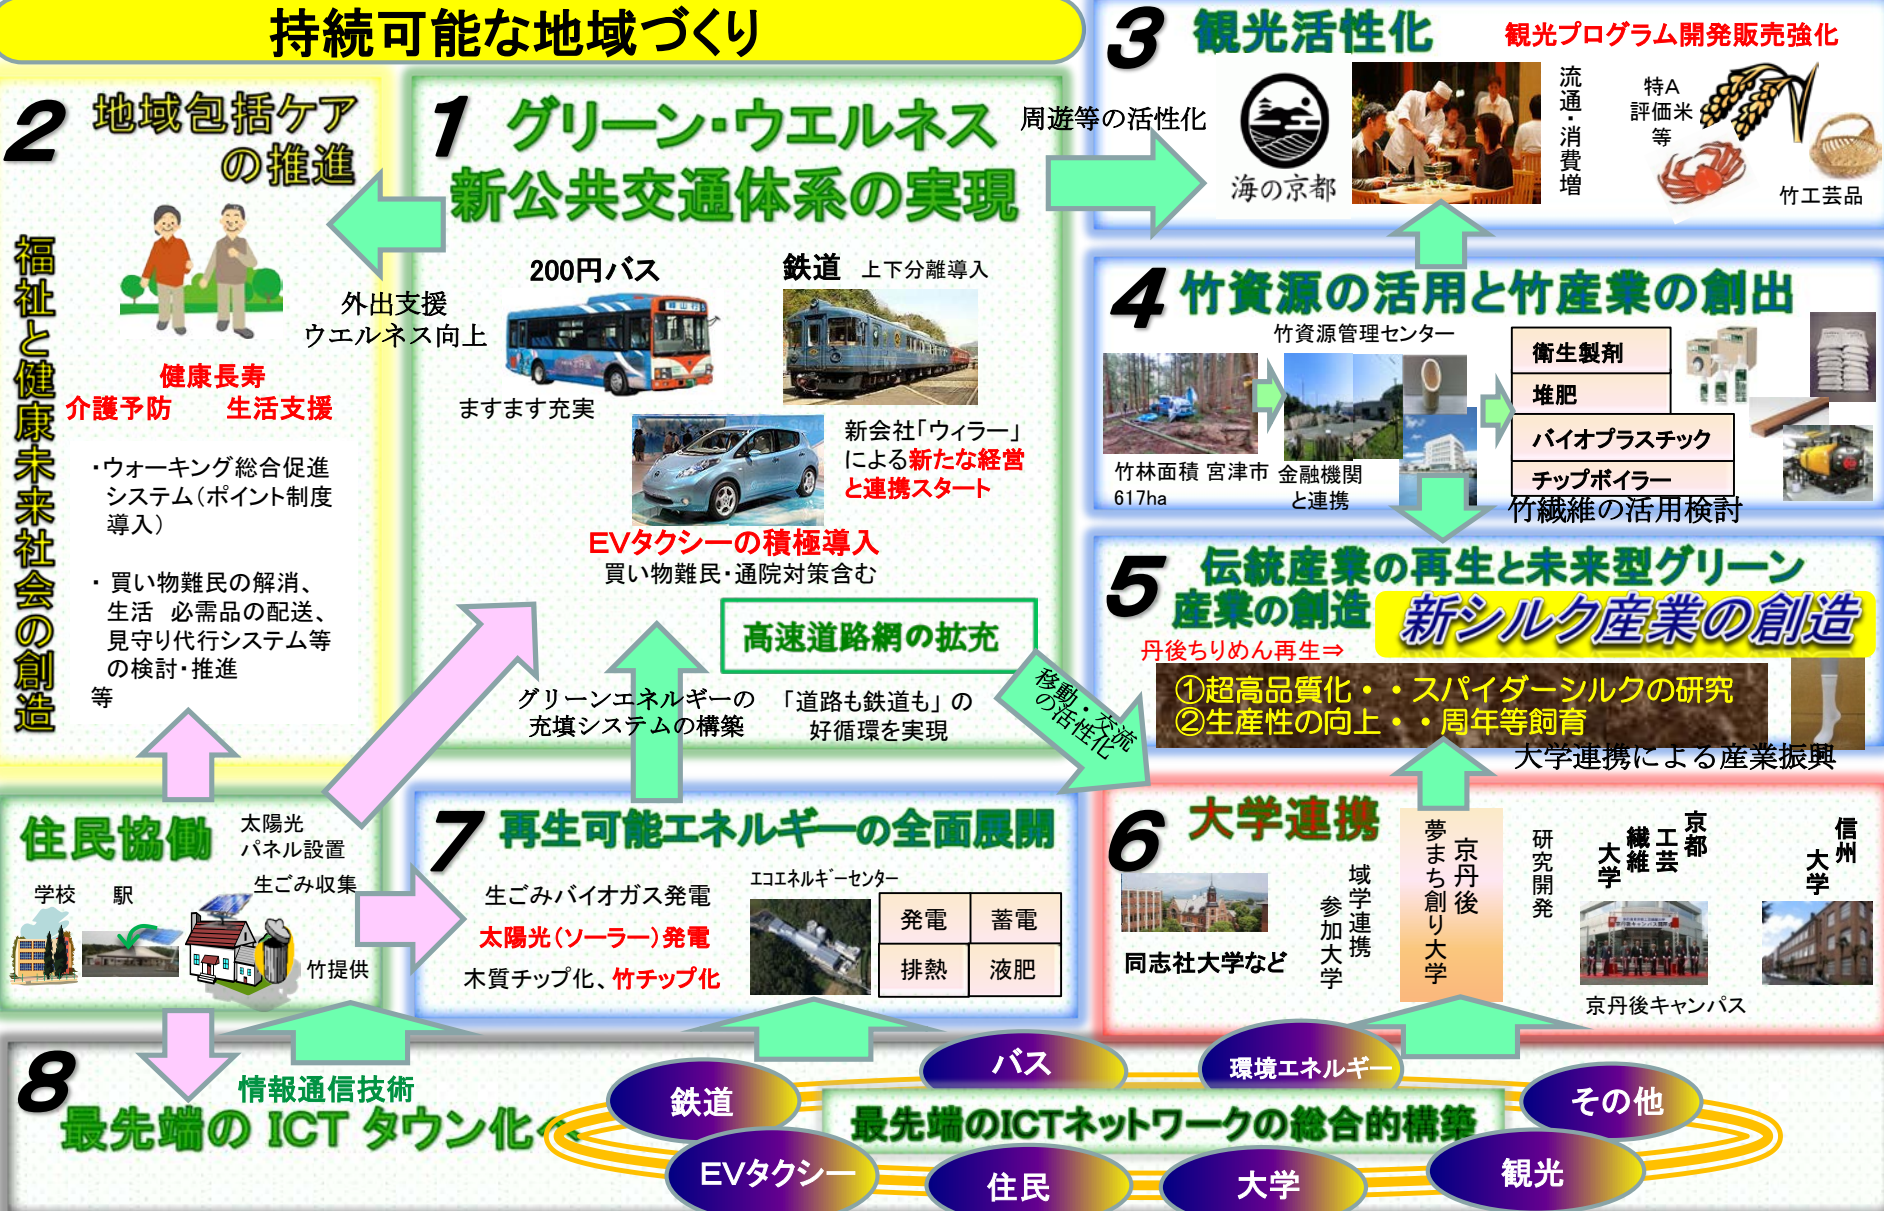 持続可能な地域づくり
1 グリーン・ウエルネス
新公共交通体系の実現
200円バス
ますます充実
鉄道 上下分離導入
新会社「ウィラー」
による新たな経営
と連携スタート
EVタクシーの積極導入
買い物難民・通院対策含む
高速道路網の拡充
「道路も鉄道も」の
好循環を実現
グリーンエネルギーの
充填システムの構築
移動・交流
の活性化
周遊等の活性化
外出支援
ウエルネス向上
2 地域包括ケア
の推進
福祉と健康未来社会の創造
健康長寿
介護予防 生活支援
・ウォーキング総合促進
システム(ポイント制度
導入)
・買い物難民の解消、
生活 必需品の配送、
見守り代行システム等
の検討・推進
等
3 観光活性化
観光プログラム開発販売強化
海の京都
流通・消費増
特A
評価米
等
竹工芸品
4 竹資源の活用と竹産業の創出
竹資源管理センター
竹林面積 宮津市
617ha
金融機関
と連携
衛生製剤
堆肥
バイオプラスチック
チップボイラー
竹繊維の活用検討
5 伝統産業の再生と未来型グリーン
産業の創造
新シルク産業の創造
丹後ちりめん再生⇒
①超高品質化・・スパイダーシルクの研究
②生産性の向上・・周年等飼育
大学連携による産業振興
6 大学連携
同志社大学など
域学連携
参加大学
京丹後
夢まち創り大学
研究開発
京都
工芸
繊維
大学
京丹後キャンパス
信州
大学
住民協働
太陽光
パネル設置
学校
駅
生ごみ収集
竹提供
7 再生可能エネルギーの全面展開
生ごみバイオガス発電
太陽光(ソーラー)発電
木質チップ化、竹チップ化
エコエネルギーセンター
発電
蓄電
排熱
液肥
8
情報通信技術
最先端の ICT タウン化へ
最先端のICTネットワークの総合的構築
鉄道
バス
環境エネルギー
その他
EVタクシー
住民
大学
観光